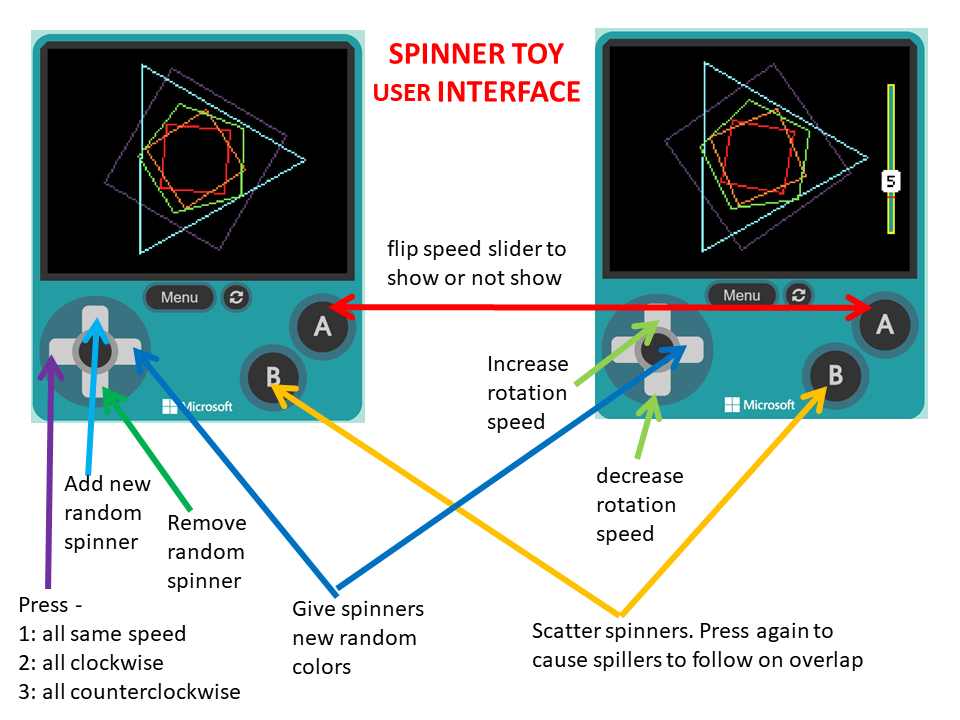 SPINNER TOY
USER INTERFACE
5
flip speed slider to
show or not show
Menu
Menu
A
A
B
B
Microsoft
Microsoft
Increase
rotation
speed
decrease
rotation
speed
Add new
random
spinner
Remove
random
spinner
Press -
1: all same speed
2: all clockwise
3: all counterclockwise
Give spinners
new random
colors
Scatter spinners. Press again to
cause spillers to follow on overlap